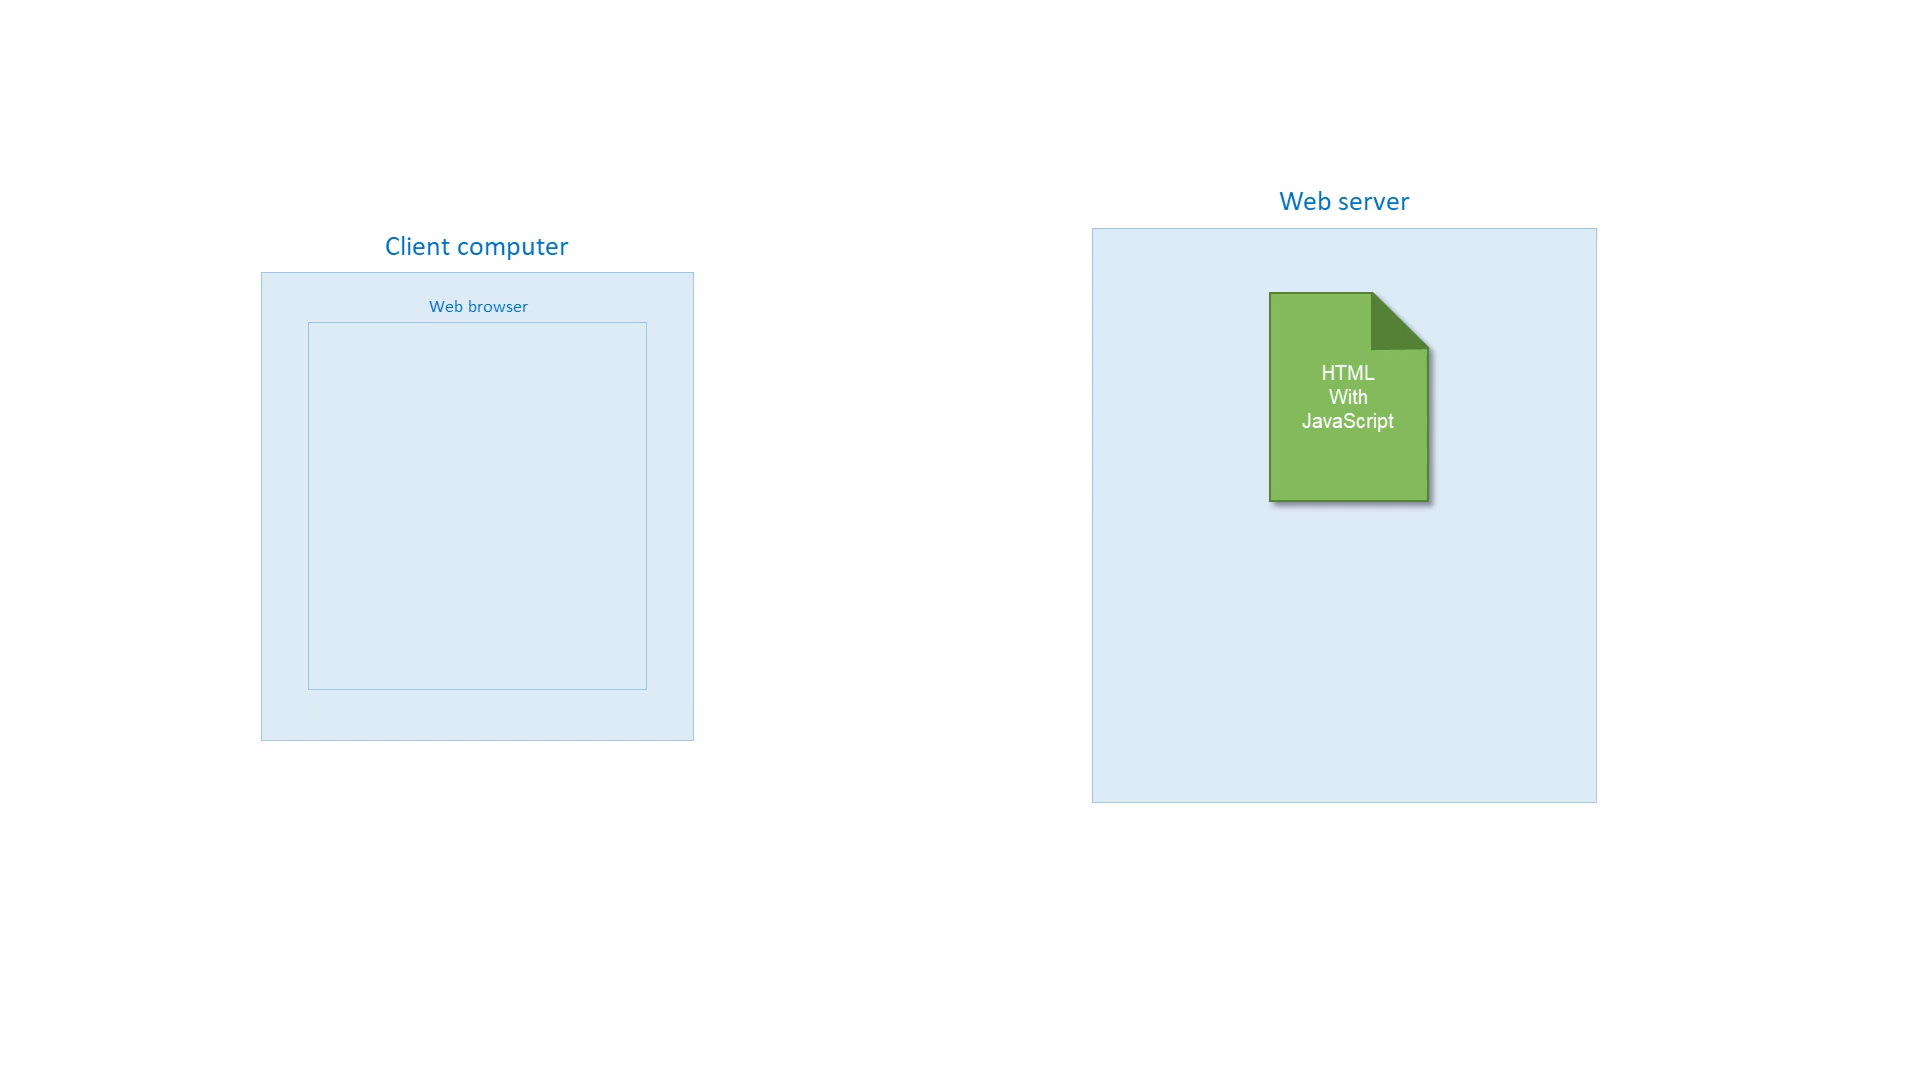 Client computer
Web browser
Web server
HTML
With
JavaScript